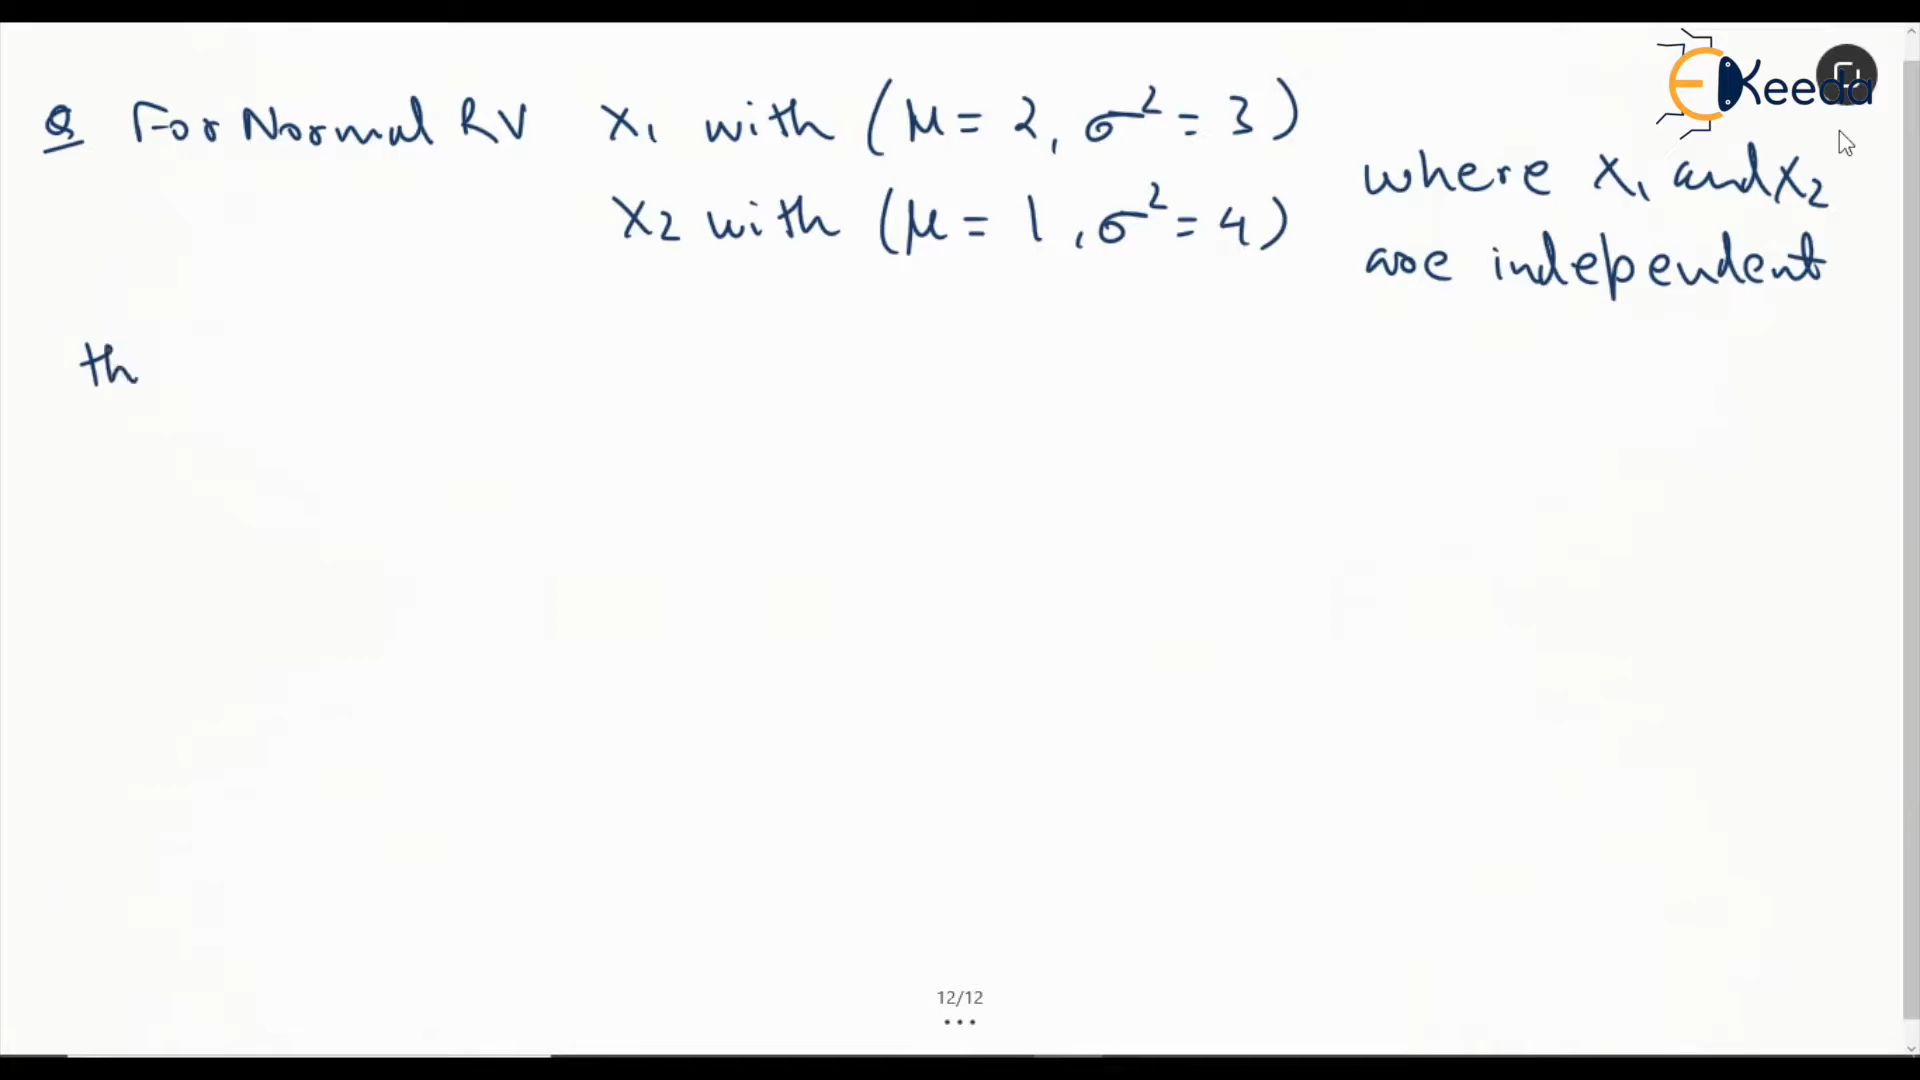 Q For Normal RV X1 with (μ = 2, σ² = 3)
X2 with (μ = 1, σ² = 4)
where X1 and X2
are independent
th
EKeeda
12/12